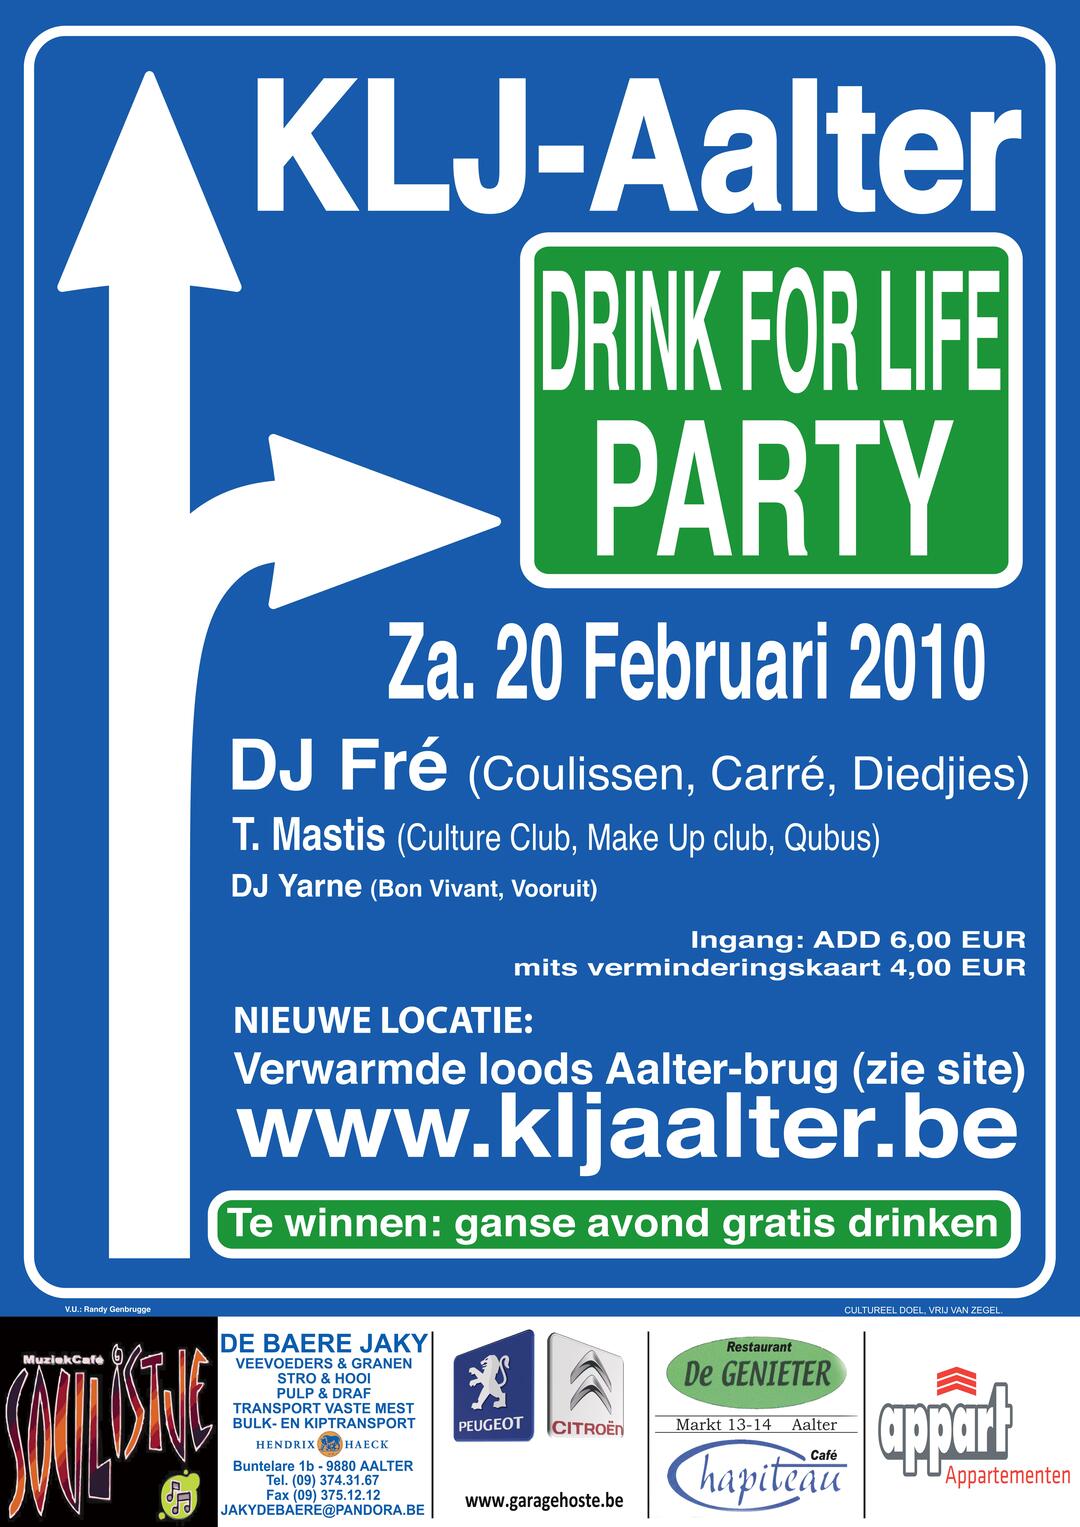 KLJ-Aalter
DRINK FOR LIFE
PARTY
Za. 20 Februari 2010
DJ Fré (Coulissen, Carré, Diedjies)
T. Mastis (Culture Club, Make Up club, Qubus)
DJ Yarne (Bon Vivant, Vooruit)
Ingang: ADD 6,00 EUR
mits verminderingskaart 4,00 EUR
NIEUWE LOCATIE:
Verwarmde loods Aalter-brug (zie site)
www.kljaalter.be
Te winnen: ganse avond gratis drinken
V.U.: Randy Genbrugge
CULTUREEL DOEL, VRIJ VAN ZEGEL.
MuziekCafé
SOULISTJE
DE BAERE JAKY
VEEVOEDERS & GRANEN
STRO & HOOI
PULP & DRAF
TRANSPORT VASTE MEST
BULK- EN KIPTRANSPORT
HENDRIX HAECK
Buntelare 1b - 9880 AALTER
Tel. (09) 374.31.67
Fax (09) 375.12.12
JAKYDEBAERE@PANDORA.BE
PEUGEOT
CITROËN
www.garagehoste.be
Restaurant
De GENIETER
Markt 13-14 Aalter
Café
Chapiteau
appart
Appartementen